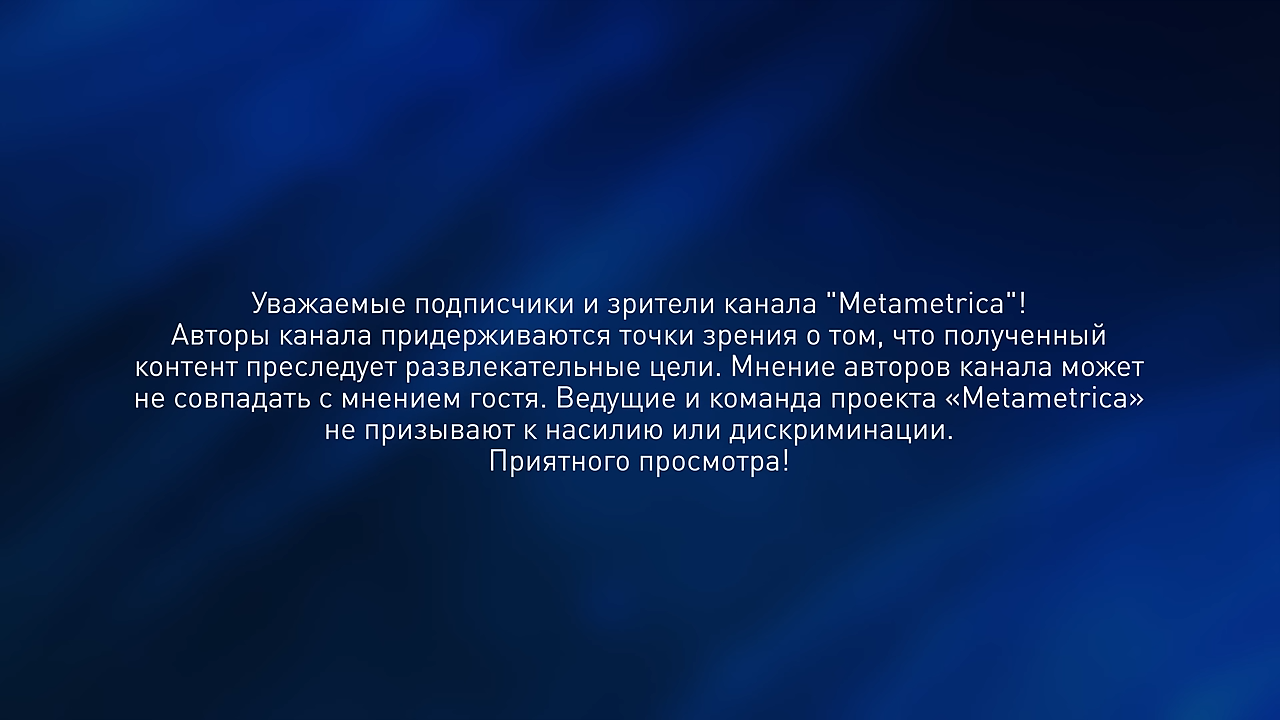 Уважаемые подписчики и зрители канала "Metametrica"!
Авторы канала придерживаются точки зрения о том, что полученный
контент преследует развлекательные цели. Мнение авторов канала может
не совпадать с мнением гостя. Ведущие и команда проекта «Metametrica»
не призывают к насилию или дискриминации.
Приятного просмотра!